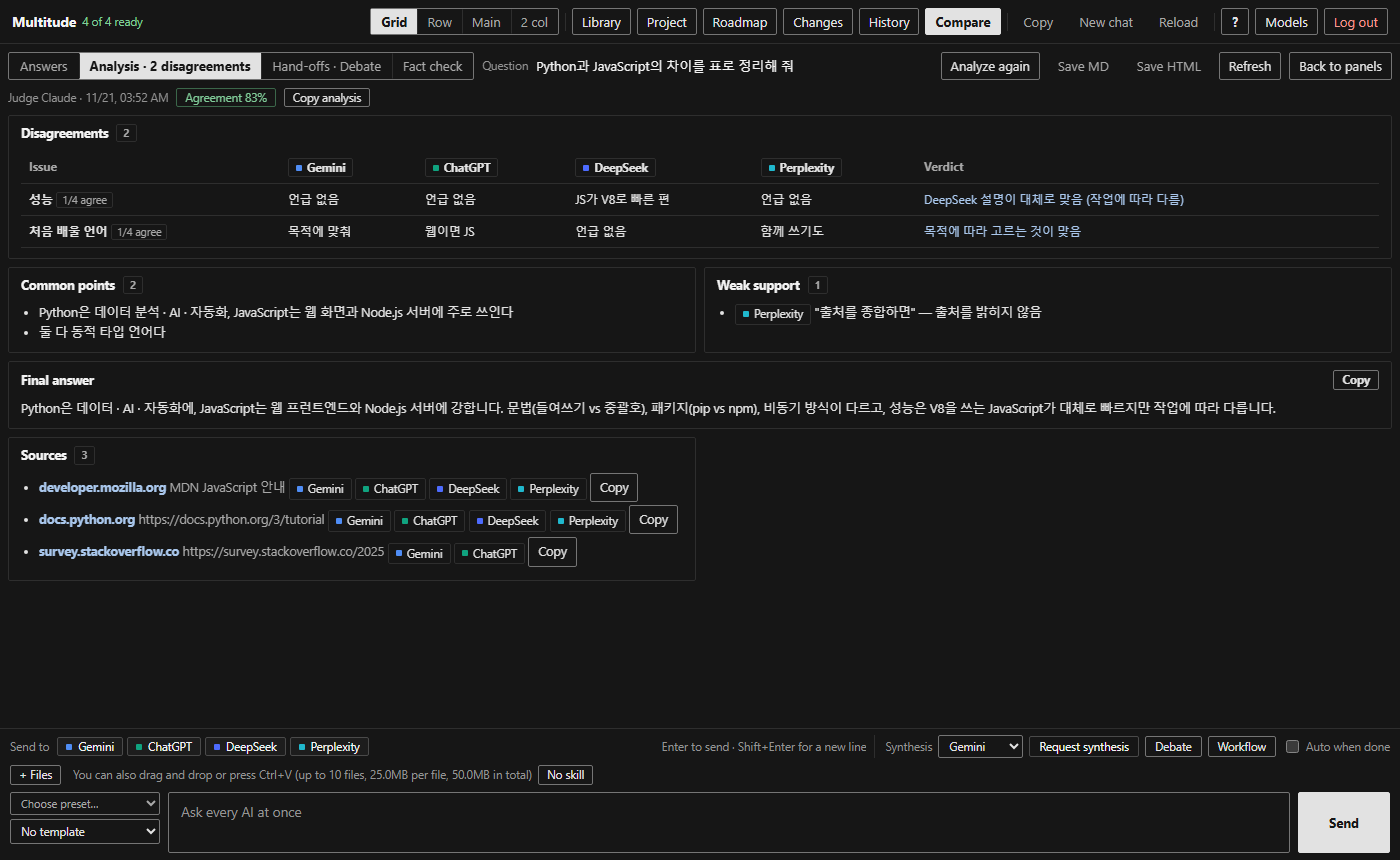 Multitude 4 of 4 ready Grid Row Main 2 col Library Project Roadmap Changes History Compare Copy New chat Reload ? Models Log out
Answers Analysis · 2 disagreements Hand-offs · Debate Fact check Question Python과 JavaScript의 차이를 표로 정리해 줘 Analyze again Save MD Save HTML Refresh Back to panels
Judge Claude · 11/21, 03:52 AM Agreement 83% Copy analysis
Disagreements 2
Issue Gemini ChatGPT DeepSeek Perplexity Verdict
성능 1/4 agree 언급 없음 언급 없음 JS가 V8로 빠른 편 언급 없음 DeepSeek 설명이 대체로 맞음 (작업에 따라 다름)
처음 배울 언어 1/4 agree 목적에 맞춰 웹이면 JS 언급 없음 함께 쓰기도 목적에 따라 고르는 것이 맞음
Common points 2
• Python은 데이터 분석 · AI · 자동화, JavaScript는 웹 화면과 Node.js 서버에 주로 쓰인다
• 둘 다 동적 타입 언어다
Weak support 1
• Perplexity "출처를 종합하면" — 출처를 밝히지 않음
Final answer Copy
Python은 데이터 · AI · 자동화에, JavaScript는 웹 프런트엔드와 Node.js 서버에 강합니다. 문법(들여쓰기 vs 중괄호), 패키지(pip vs npm), 비동기 방식이 다르고, 성능은 V8을 쓰는 JavaScript가 대체로 빠르지만 작업에 따라 다릅니다.
Sources 3
• developer.mozilla.org MDN JavaScript 안내 Gemini ChatGPT DeepSeek Perplexity Copy
• docs.python.org https://docs.python.org/3/tutorial Gemini ChatGPT DeepSeek Perplexity Copy
• survey.stackoverflow.co https://survey.stackoverflow.co/2025 Gemini ChatGPT Copy
Send to Gemini ChatGPT DeepSeek Perplexity Enter to send · Shift+Enter for a new line Synthesis Gemini Request synthesis Debate Workflow Auto when done
+ Files You can also drag and drop or press Ctrl+V (up to 10 files, 25.0MB per file, 50.0MB in total) No skill
Choose preset...
No template
Ask every AI at once
Send